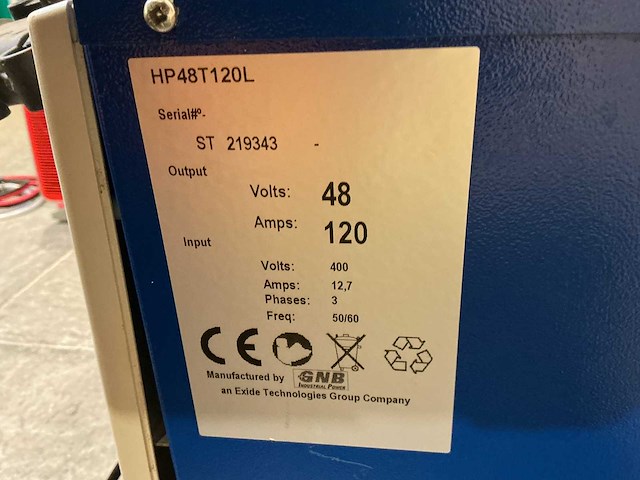 HP48T120L
Serial#º-
ST 219343 -
Output
Volts: 48
Amps: 120
Input
Volts: 400
Amps: 12,7
Phases: 3
Freq: 50/60
CE
Manufactured by GNB
INDUSTRIAL POWER
an Exide Technologies Group Company